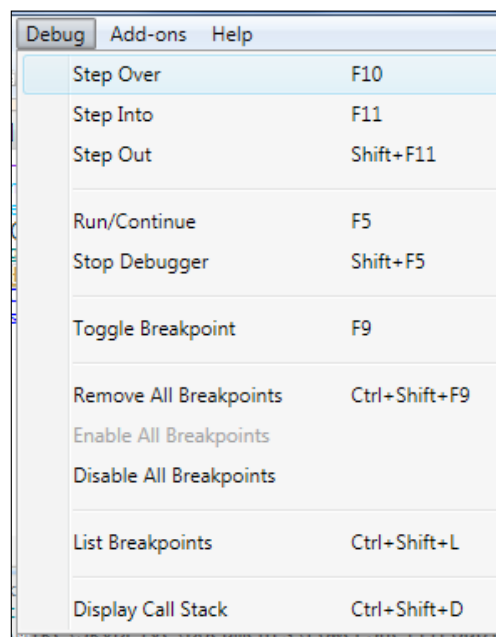 Debug Add-ons Help
Step Over F10
Step Into F11
Step Out Shift+F11
Run/Continue F5
Stop Debugger Shift+F5
Toggle Breakpoint F9
Remove All Breakpoints Ctrl+Shift+F9
Enable All Breakpoints
Disable All Breakpoints
List Breakpoints Ctrl+Shift+L
Display Call Stack Ctrl+Shift+D